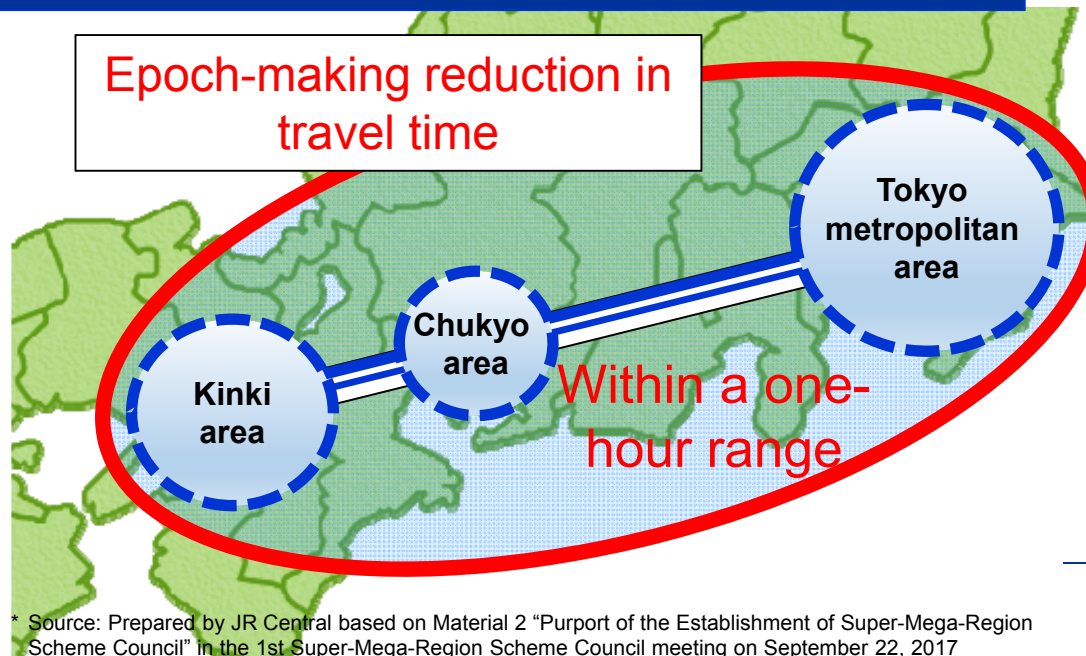 Epoch-making reduction in
travel time
Tokyo
metropolitan
area
Chukyo
area
Kinki
area
Within a one-
hour range
* Source: Prepared by JR Central based on Material 2 “Purport of the Establishment of Super-Mega-Region
Scheme Council” in the 1st Super-Mega-Region Scheme Council meeting on September 22, 2017